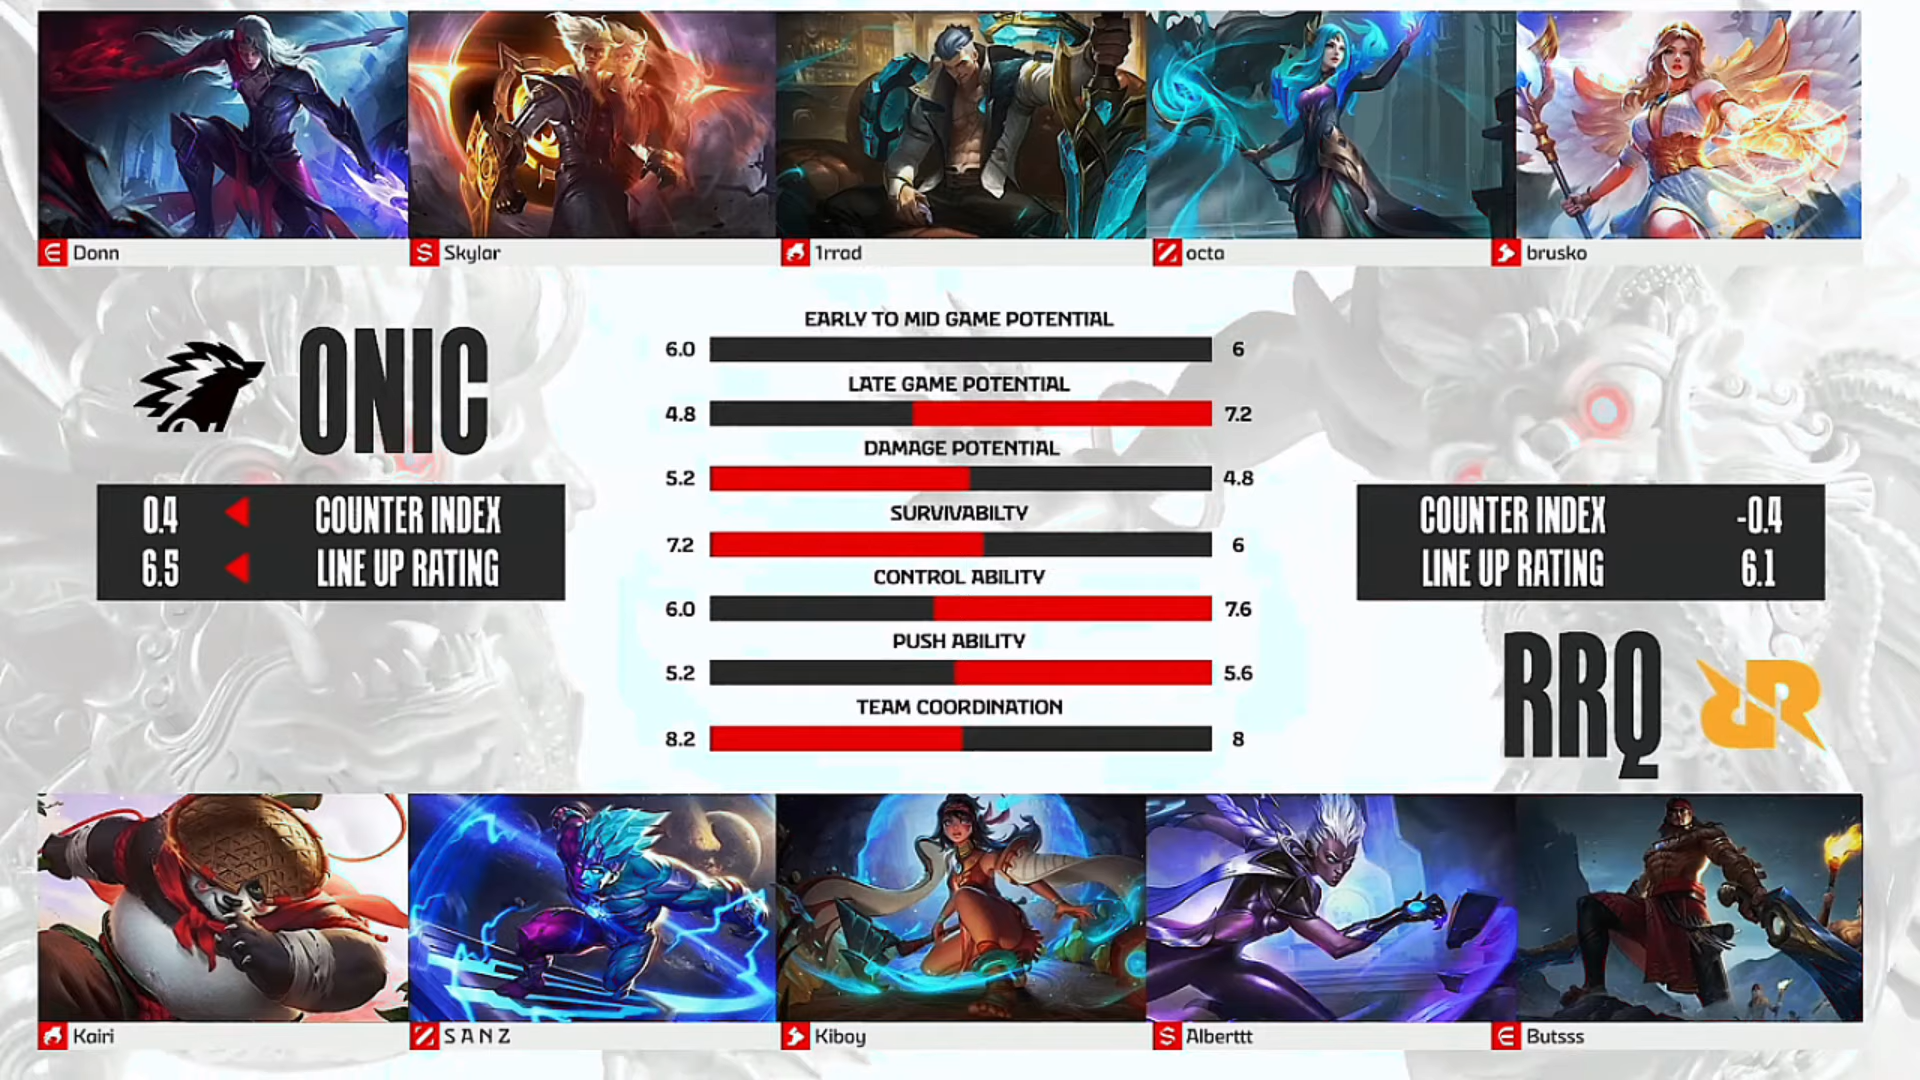 Donn
Skylar
1rrad
octa
brusko
EARLY TO MID GAME POTENTIAL
6.0 6
ONIC
LATE GAME POTENTIAL
4.8 7.2
DAMAGE POTENTIAL
5.2 4.8
0.4 COUNTER INDEX
6.5 LINE UP RATING
SURVIVABILTY
7.2 6
CONTROL ABILITY
6.0 7.6
PUSH ABILITY
5.2 5.6
TEAM COORDINATION
8.2 8
COUNTER INDEX -0.4
LINE UP RATING 6.1
RRQ
Kairi
S A N Z
Kiboy
Alberttt
Butsss